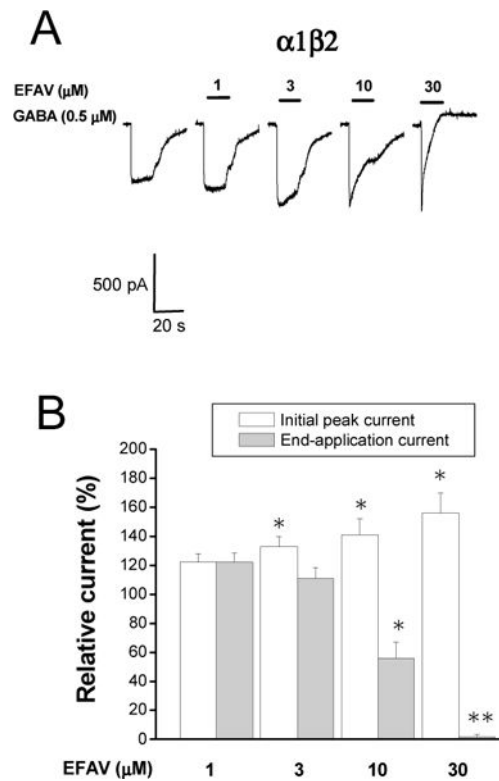 A
α1β2
EFAV (μM) 1 3 10 30
GABA (0.5 μM)
500 pA
20 s
B
Initial peak current
End-application current
Relative current (%)
200
180
160
140
120
100
80
60
40
20
0
* * * * **
EFAV (μM) 1 3 10 30